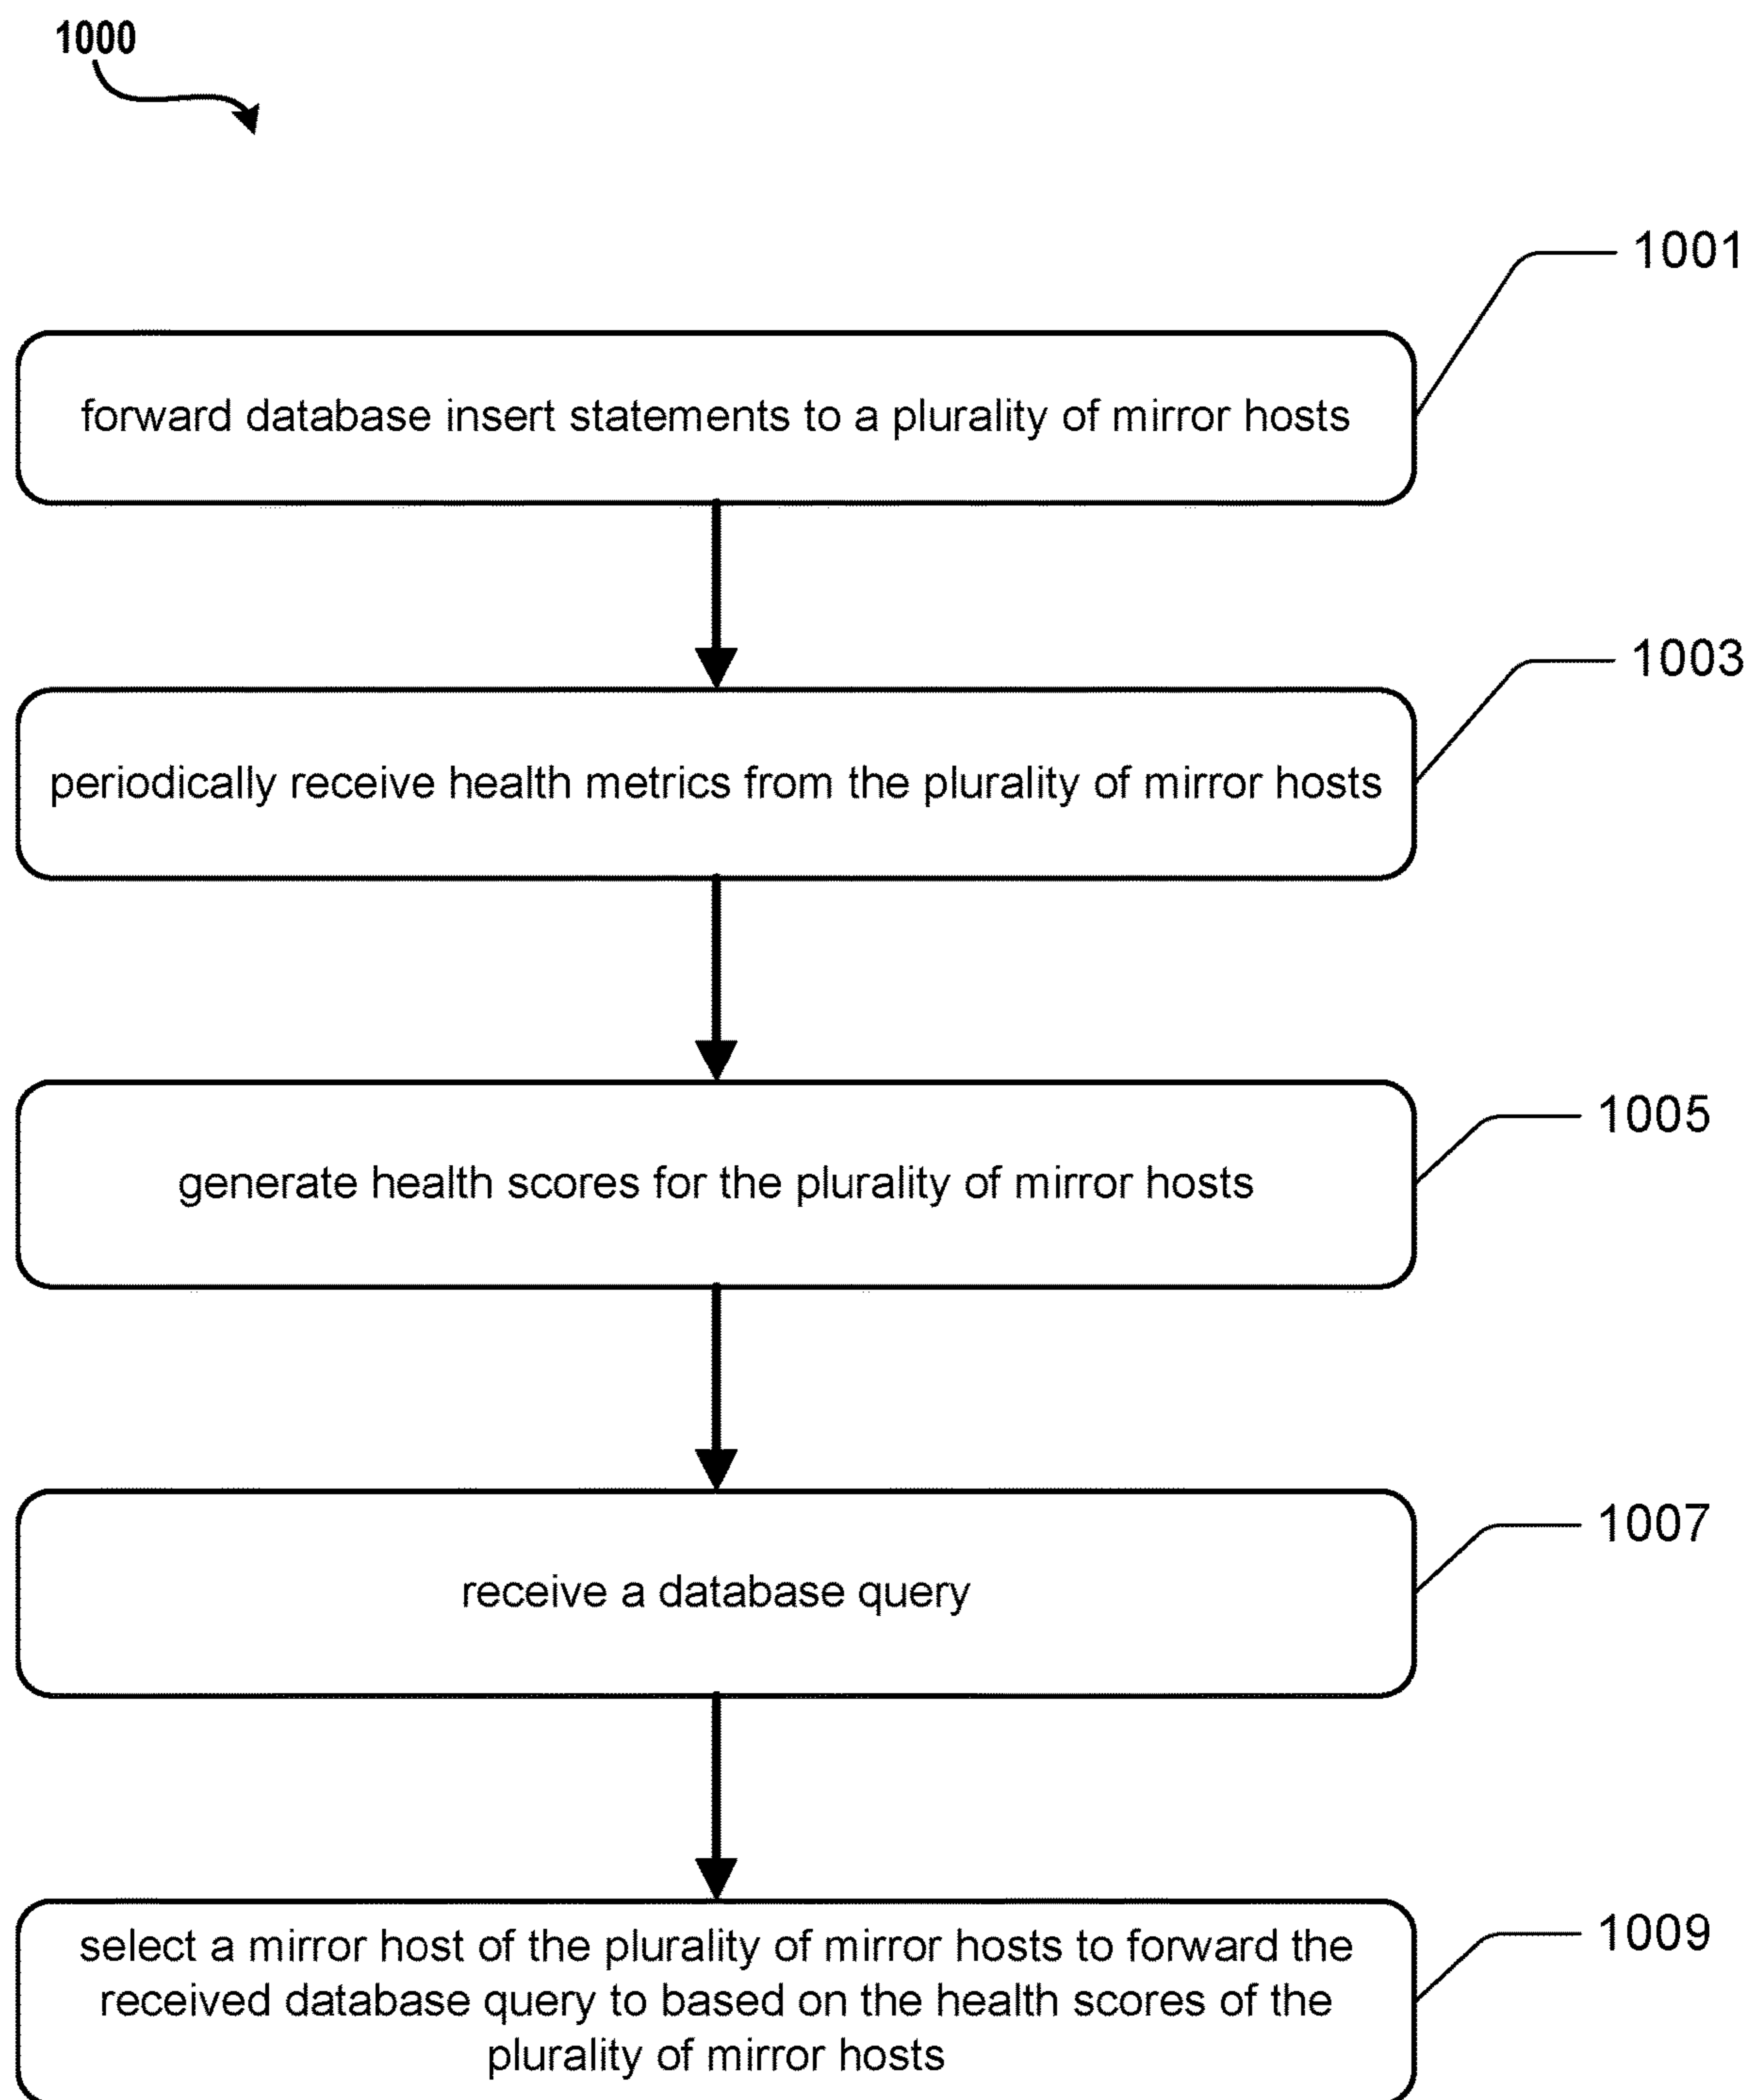 1000
1001
forward database insert statements to a plurality of mirror hosts
1003
periodically receive health metrics from the plurality of mirror hosts
1005
generate health scores for the plurality of mirror hosts
1007
receive a database query
1009
select a mirror host of the plurality of mirror hosts to forward the
received database query to based on the health scores of the
plurality of mirror hosts